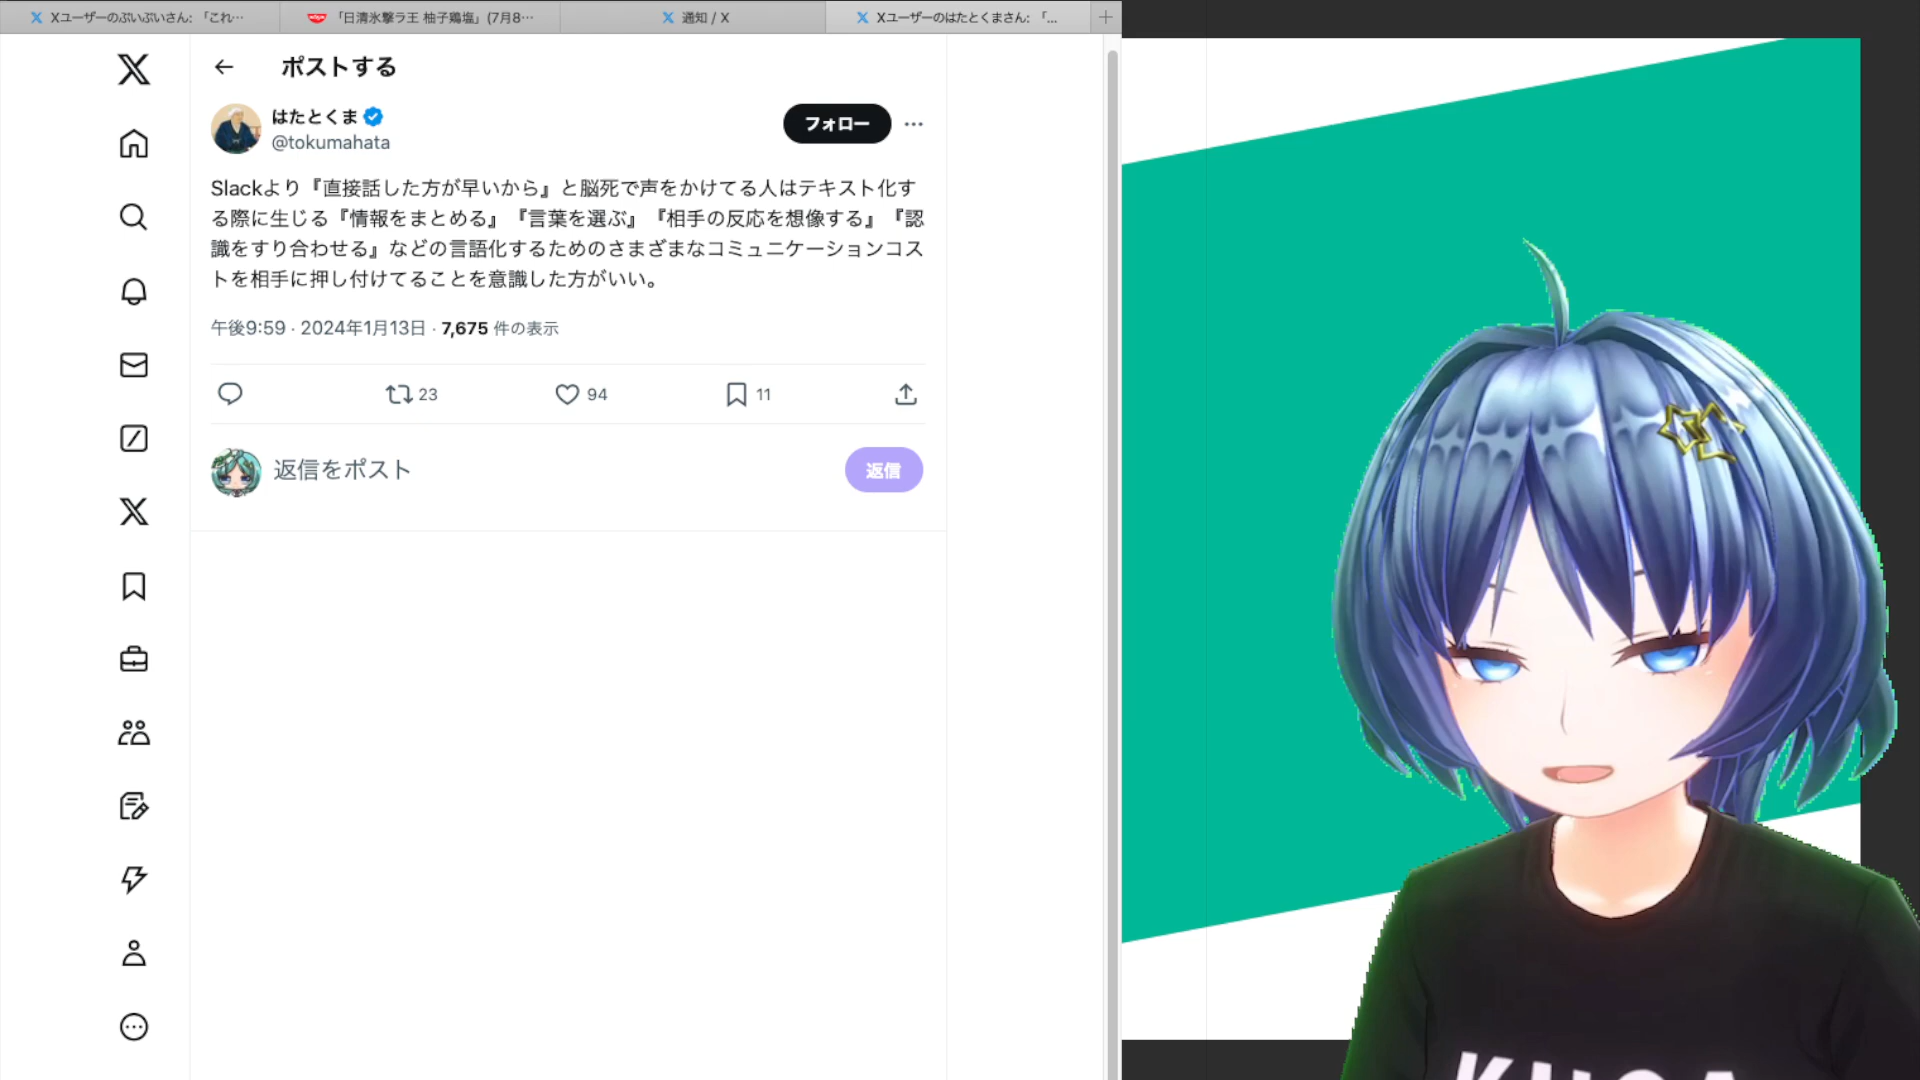 Xユーザーのぷいぷいさん: 「これ…
「日清氷撃ラ王 柚子鶏塩」(7月8…
通知 / X
Xユーザーのはたとくまさん: 「...
ポストする
はたとくま
@tokumahata
フォロー
Slackより『直接話した方が早いから』と脳死で声をかけてる人はテキスト化す
る際に生じる『情報をまとめる』『言葉を選ぶ』『相手の反応を想像する』『認
識をすり合わせる』などの言語化するためのさまざまなコミュニケーションコス
トを相手に押し付けてることを意識した方がいい。
午後9:59 · 2024年1月13日 · 7,675 件の表示
23 94 11
返信をポスト
返信